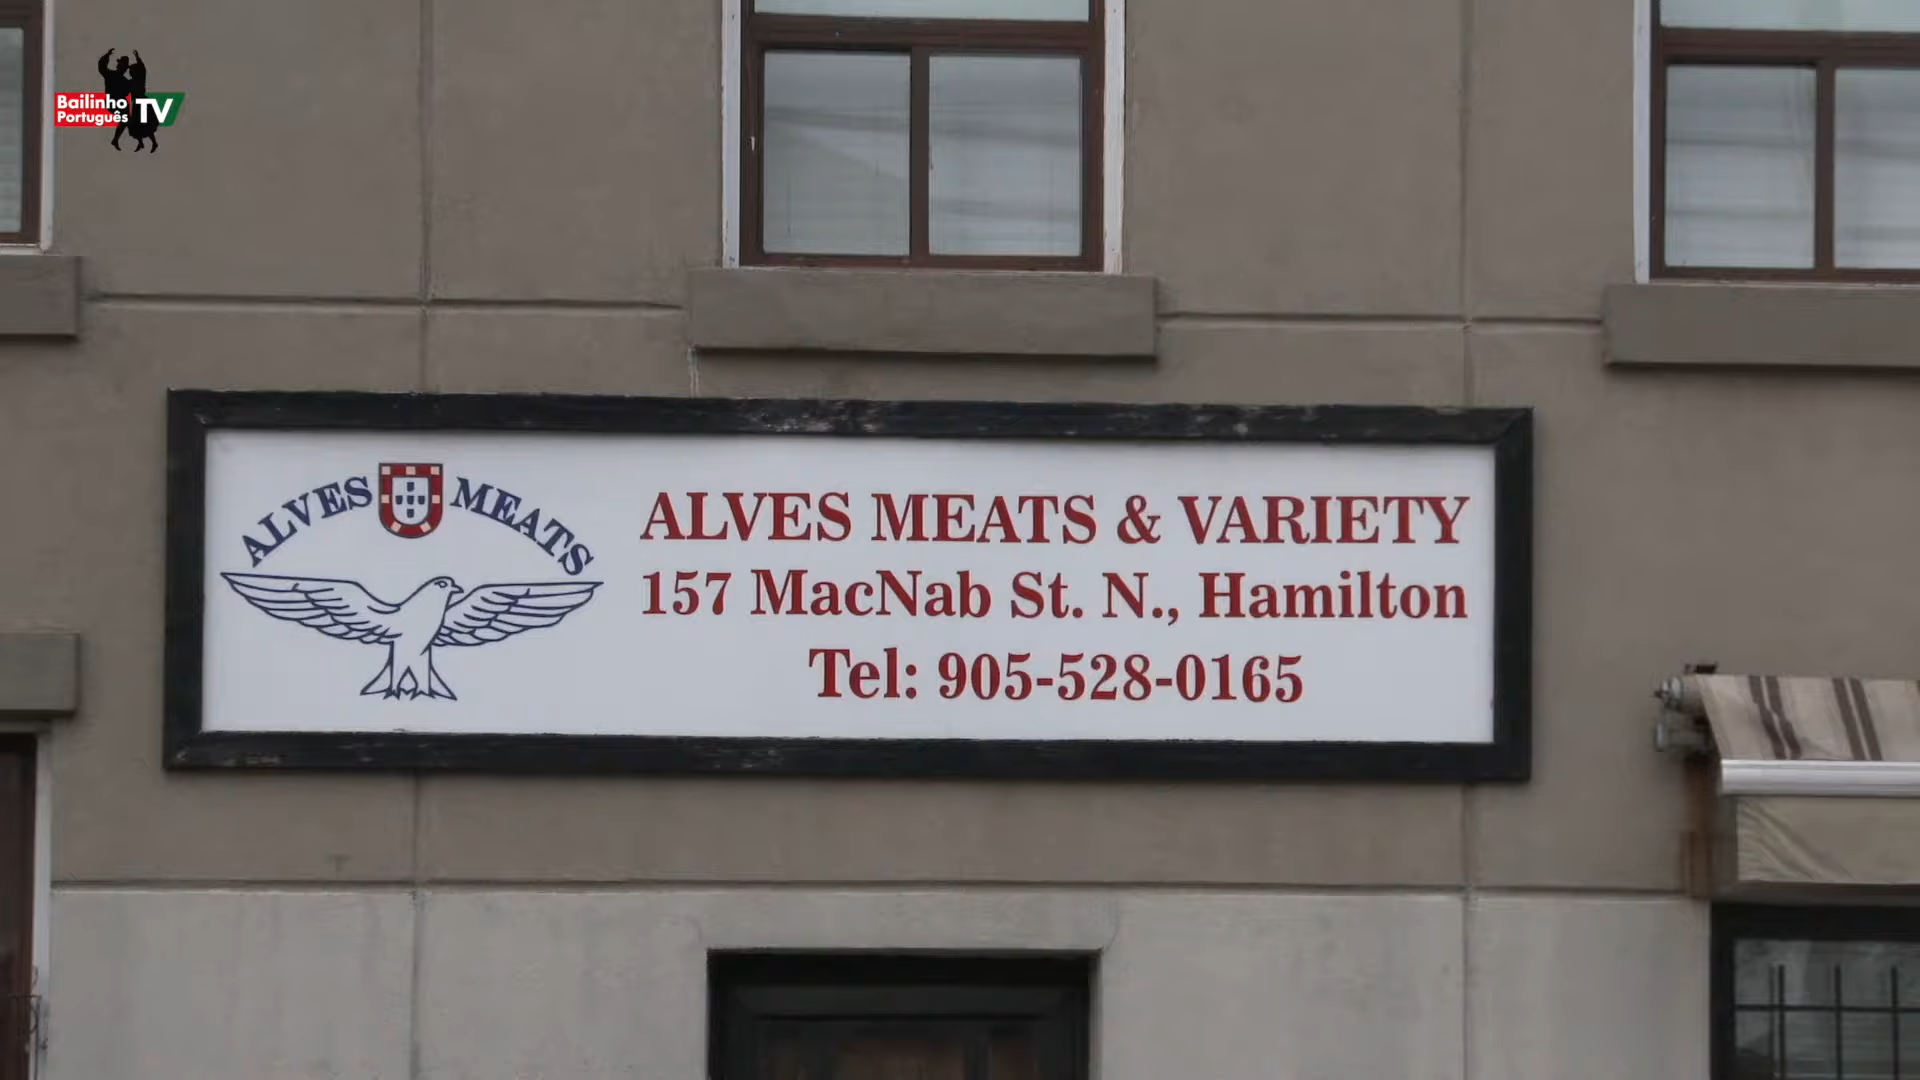 Bailinho
Português TV
ALVES MEATS
ALVES MEATS & VARIETY
157 MacNab St. N., Hamilton
Tel: 905-528-0165